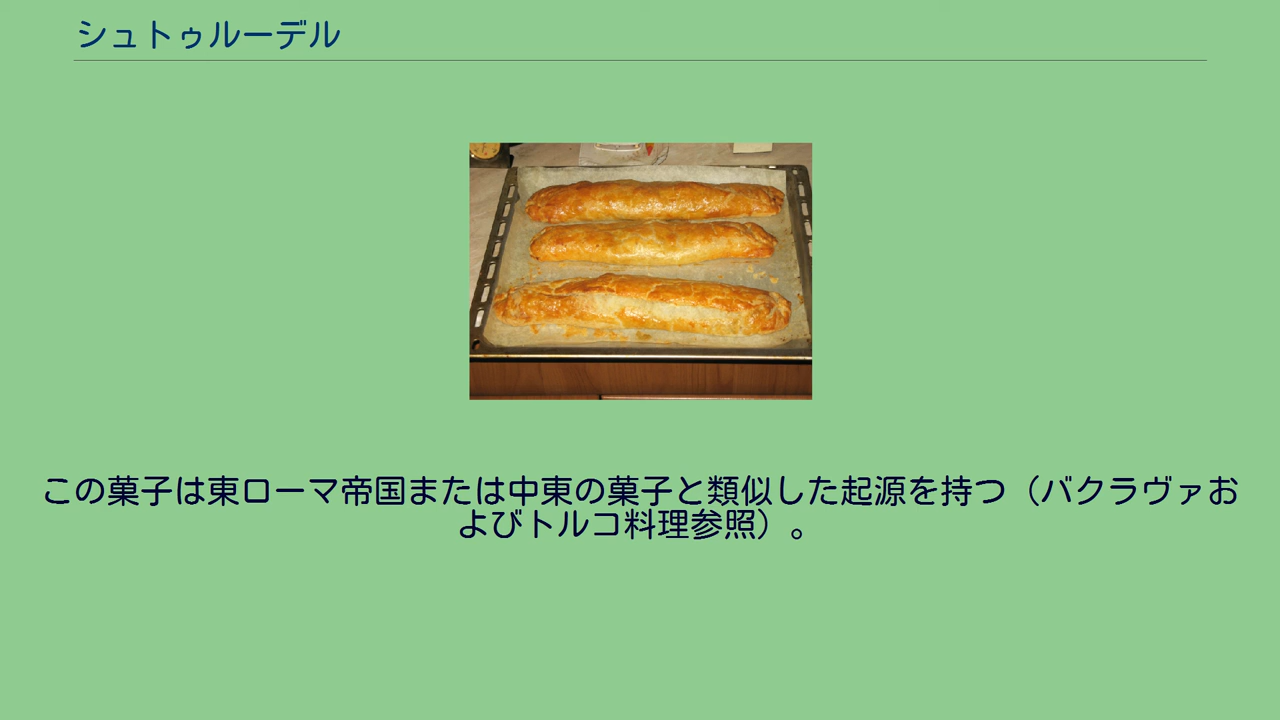 シュトゥルーデル
この菓子は東ローマ帝国または中東の菓子と類似した起源を持つ（バクラヴァお
よびトルコ料理参照）。